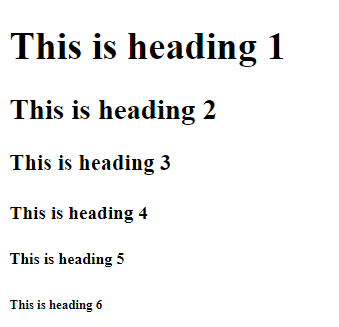 This is heading 1
This is heading 2
This is heading 3
This is heading 4
This is heading 5
This is heading 6